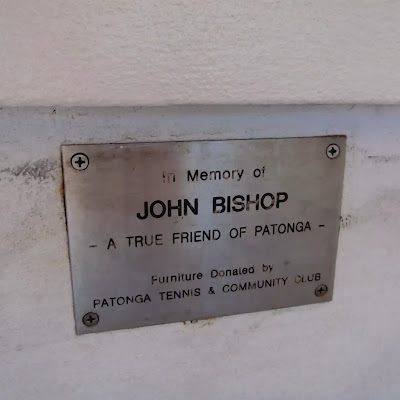 In Memory of
JOHN BISHOP
- A TRUE FRIEND OF PATONGA -
Furniture Donated by
PATONGA TENNIS & COMMUNITY CLUB